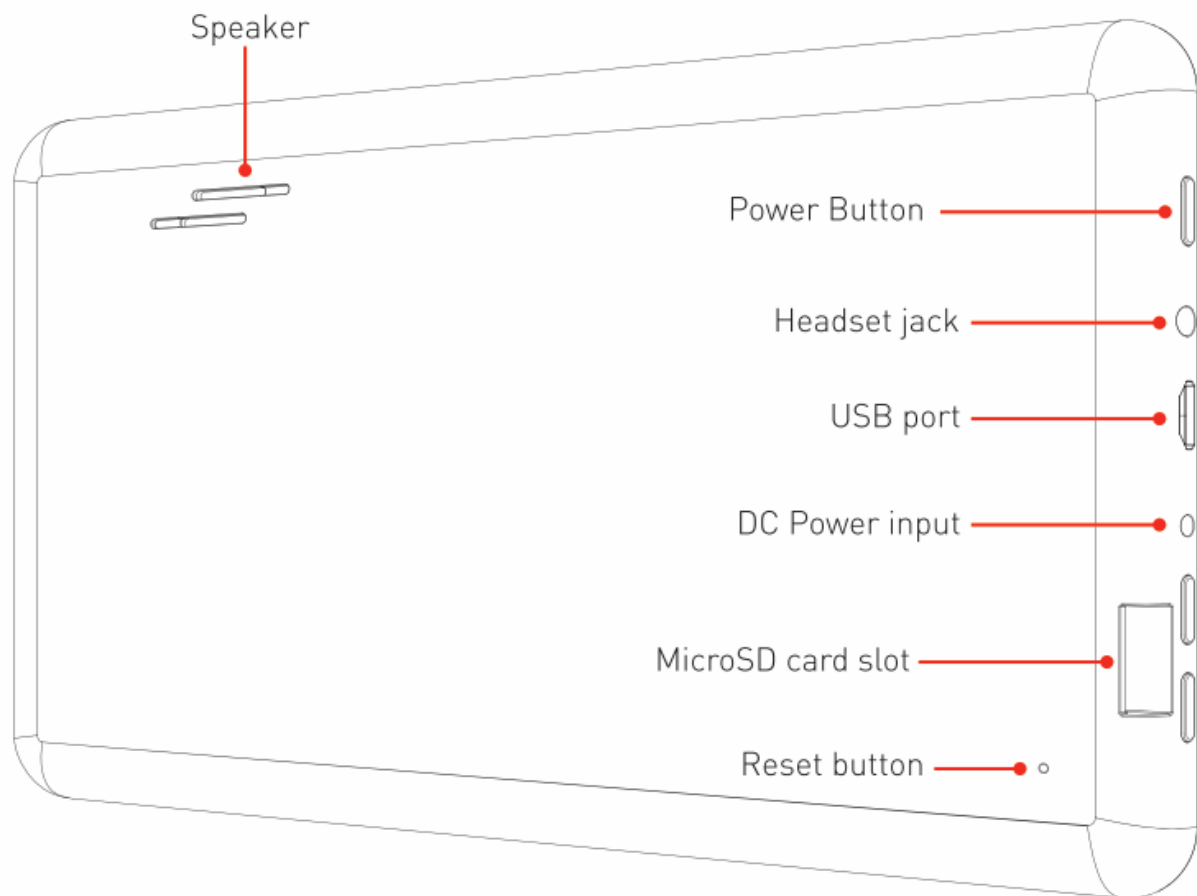 Speaker
Power Button
Headset jack
USB port
DC Power input
MicroSD card slot
Reset button